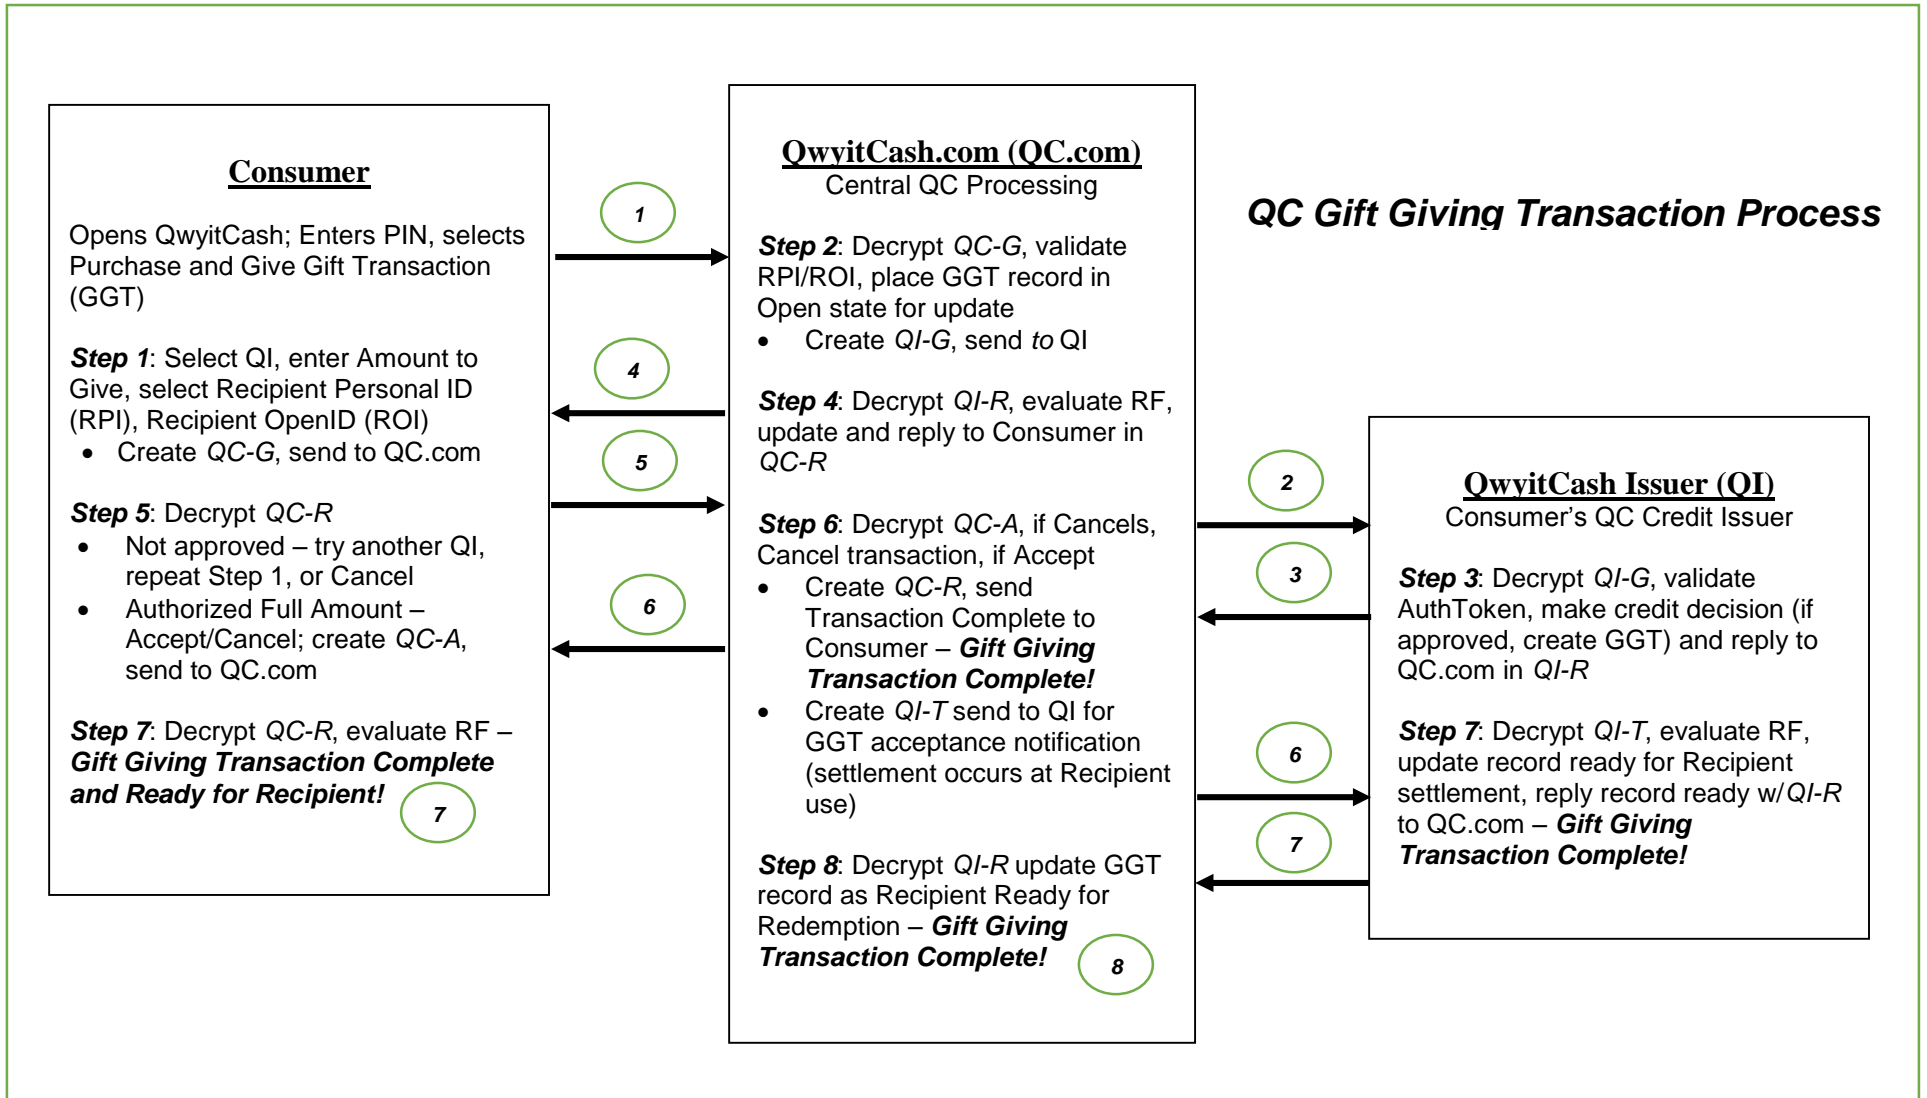 QC Gift Giving Transaction Process
Consumer
Opens QwyitCash; Enters PIN, selects
Purchase and Give Gift Transaction
(GGT)
Step 1: Select QI, enter Amount to
Give, select Recipient Personal ID
(RPI), Recipient OpenID (ROI)
• Create QC-G, send to QC.com
Step 5: Decrypt QC-R
• Not approved – try another QI,
repeat Step 1, or Cancel
• Authorized Full Amount –
Accept/Cancel; create QC-A,
send to QC.com
Step 7: Decrypt QC-R, evaluate RF –
Gift Giving Transaction Complete
and Ready for Recipient!
7
1
4
5
6
QwyitCash.com (QC.com)
Central QC Processing
Step 2: Decrypt QC-G, validate
RPI/ROI, place GGT record in
Open state for update
• Create QI-G, send to QI
Step 4: Decrypt QI-R, evaluate RF,
update and reply to Consumer in
QC-R
Step 6: Decrypt QC-A, if Cancels,
Cancel transaction, if Accept
• Create QC-R, send
Transaction Complete to
Consumer – Gift Giving
Transaction Complete!
• Create QI-T send to QI for
GGT acceptance notification
(settlement occurs at Recipient
use)
Step 8: Decrypt QI-R update GGT
record as Recipient Ready for
Redemption – Gift Giving
Transaction Complete!
8
2
3
6
7
QwyitCash Issuer (QI)
Consumer’s QC Credit Issuer
Step 3: Decrypt QI-G, validate
AuthToken, make credit decision (if
approved, create GGT) and reply to
QC.com in QI-R
Step 7: Decrypt QI-T, evaluate RF,
update record ready for Recipient
settlement, reply record ready w/QI-R
to QC.com – Gift Giving
Transaction Complete!